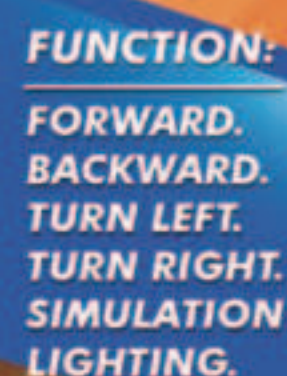 FUNCTION:
FORWARD.
BACKWARD.
TURN LEFT.
TURN RIGHT.
SIMULATION
LIGHTING.